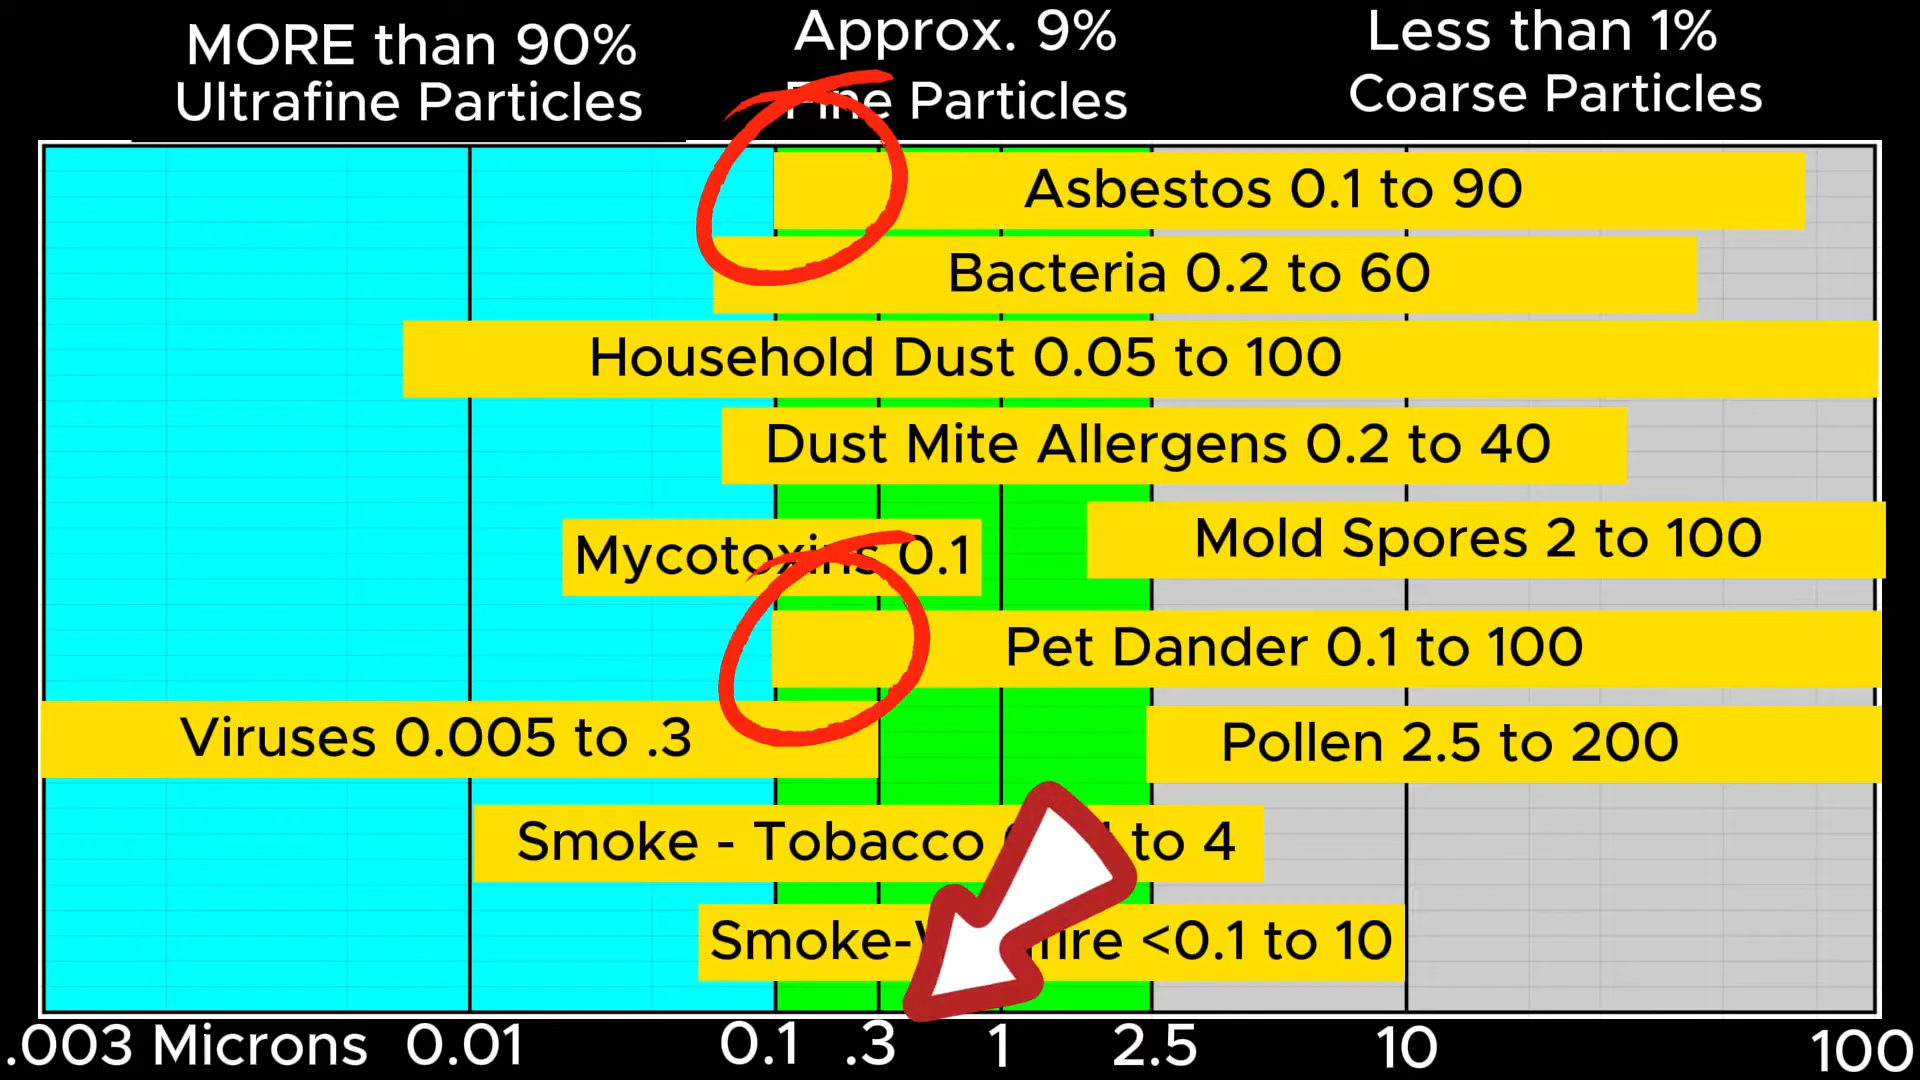 MORE than 90%
Ultrafine Particles
Approx. 9%
Fine Particles
Less than 1%
Coarse Particles
Asbestos 0.1 to 90
Bacteria 0.2 to 60
Household Dust 0.05 to 100
Dust Mite Allergens 0.2 to 40
Mycotoxins 0.1
Mold Spores 2 to 100
Pet Dander 0.1 to 100
Viruses 0.005 to .3
Pollen 2.5 to 200
Smoke - Tobacco to 4
Smoke- <0.1 to 10
.003 Microns 0.01 0.1 .3 1 2.5 10 100